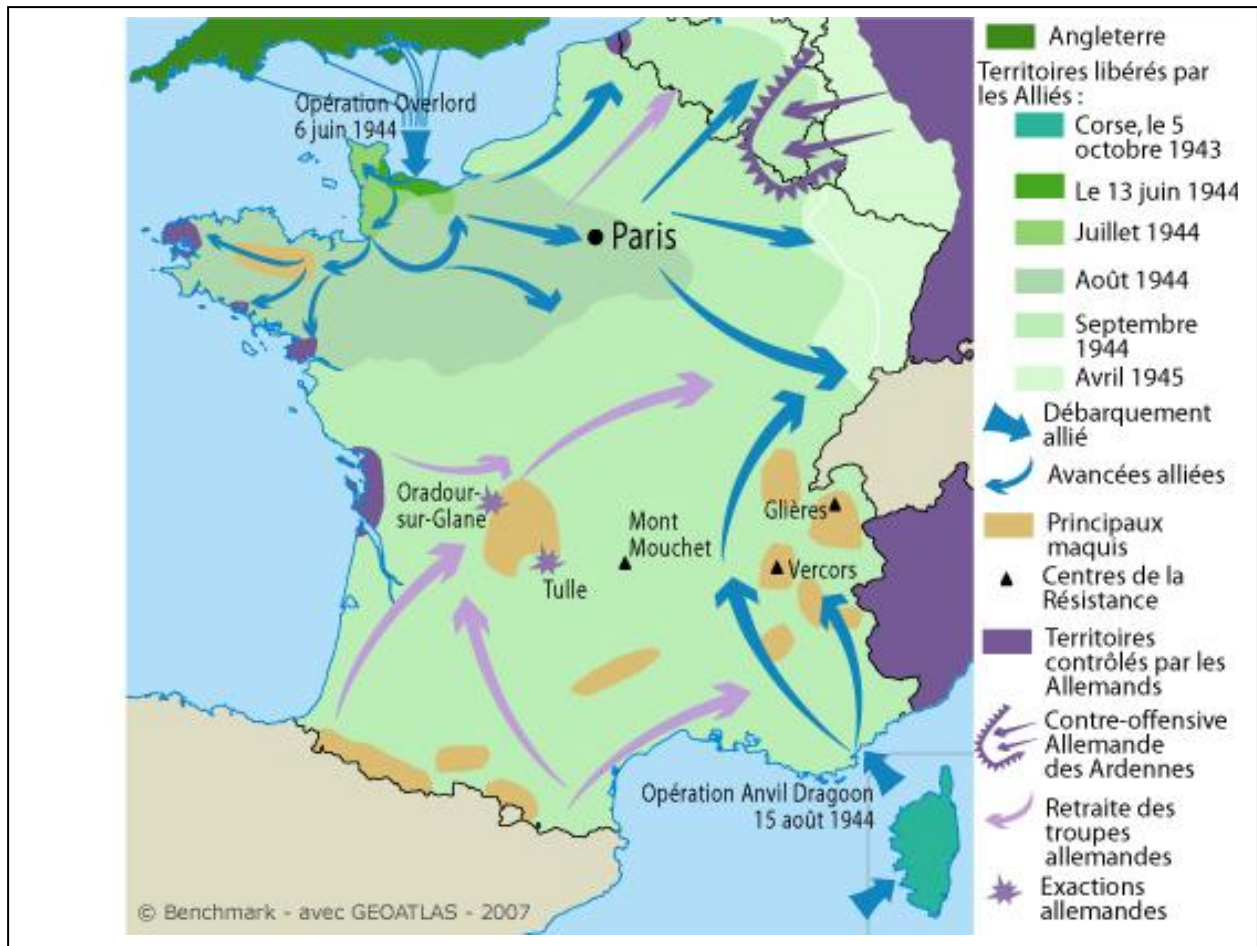 Opération Overlord
6 juin 1944
Paris
Oradour-
sur-Glane
Tulle
Mont
Mouchet
Glières
Vercors
Opération Anvil Dragoon
15 août 1944
© Benchmark - avec GEOATLAS - 2007
Angleterre
Territoires libérés par
les Alliés :
Corse, le 5
octobre 1943
Le 13 juin 1944
Juillet 1944
Août 1944
Septembre
1944
Avril 1945
Débarquement
allié
Avancées alliées
Principaux
maquis
Centres de la
Résistance
Territoires
contrôlés par les
Allemands
Contre-offensive
Allemande
des Ardennes
Retraite des
troupes
allemandes
Exactions
allemandes